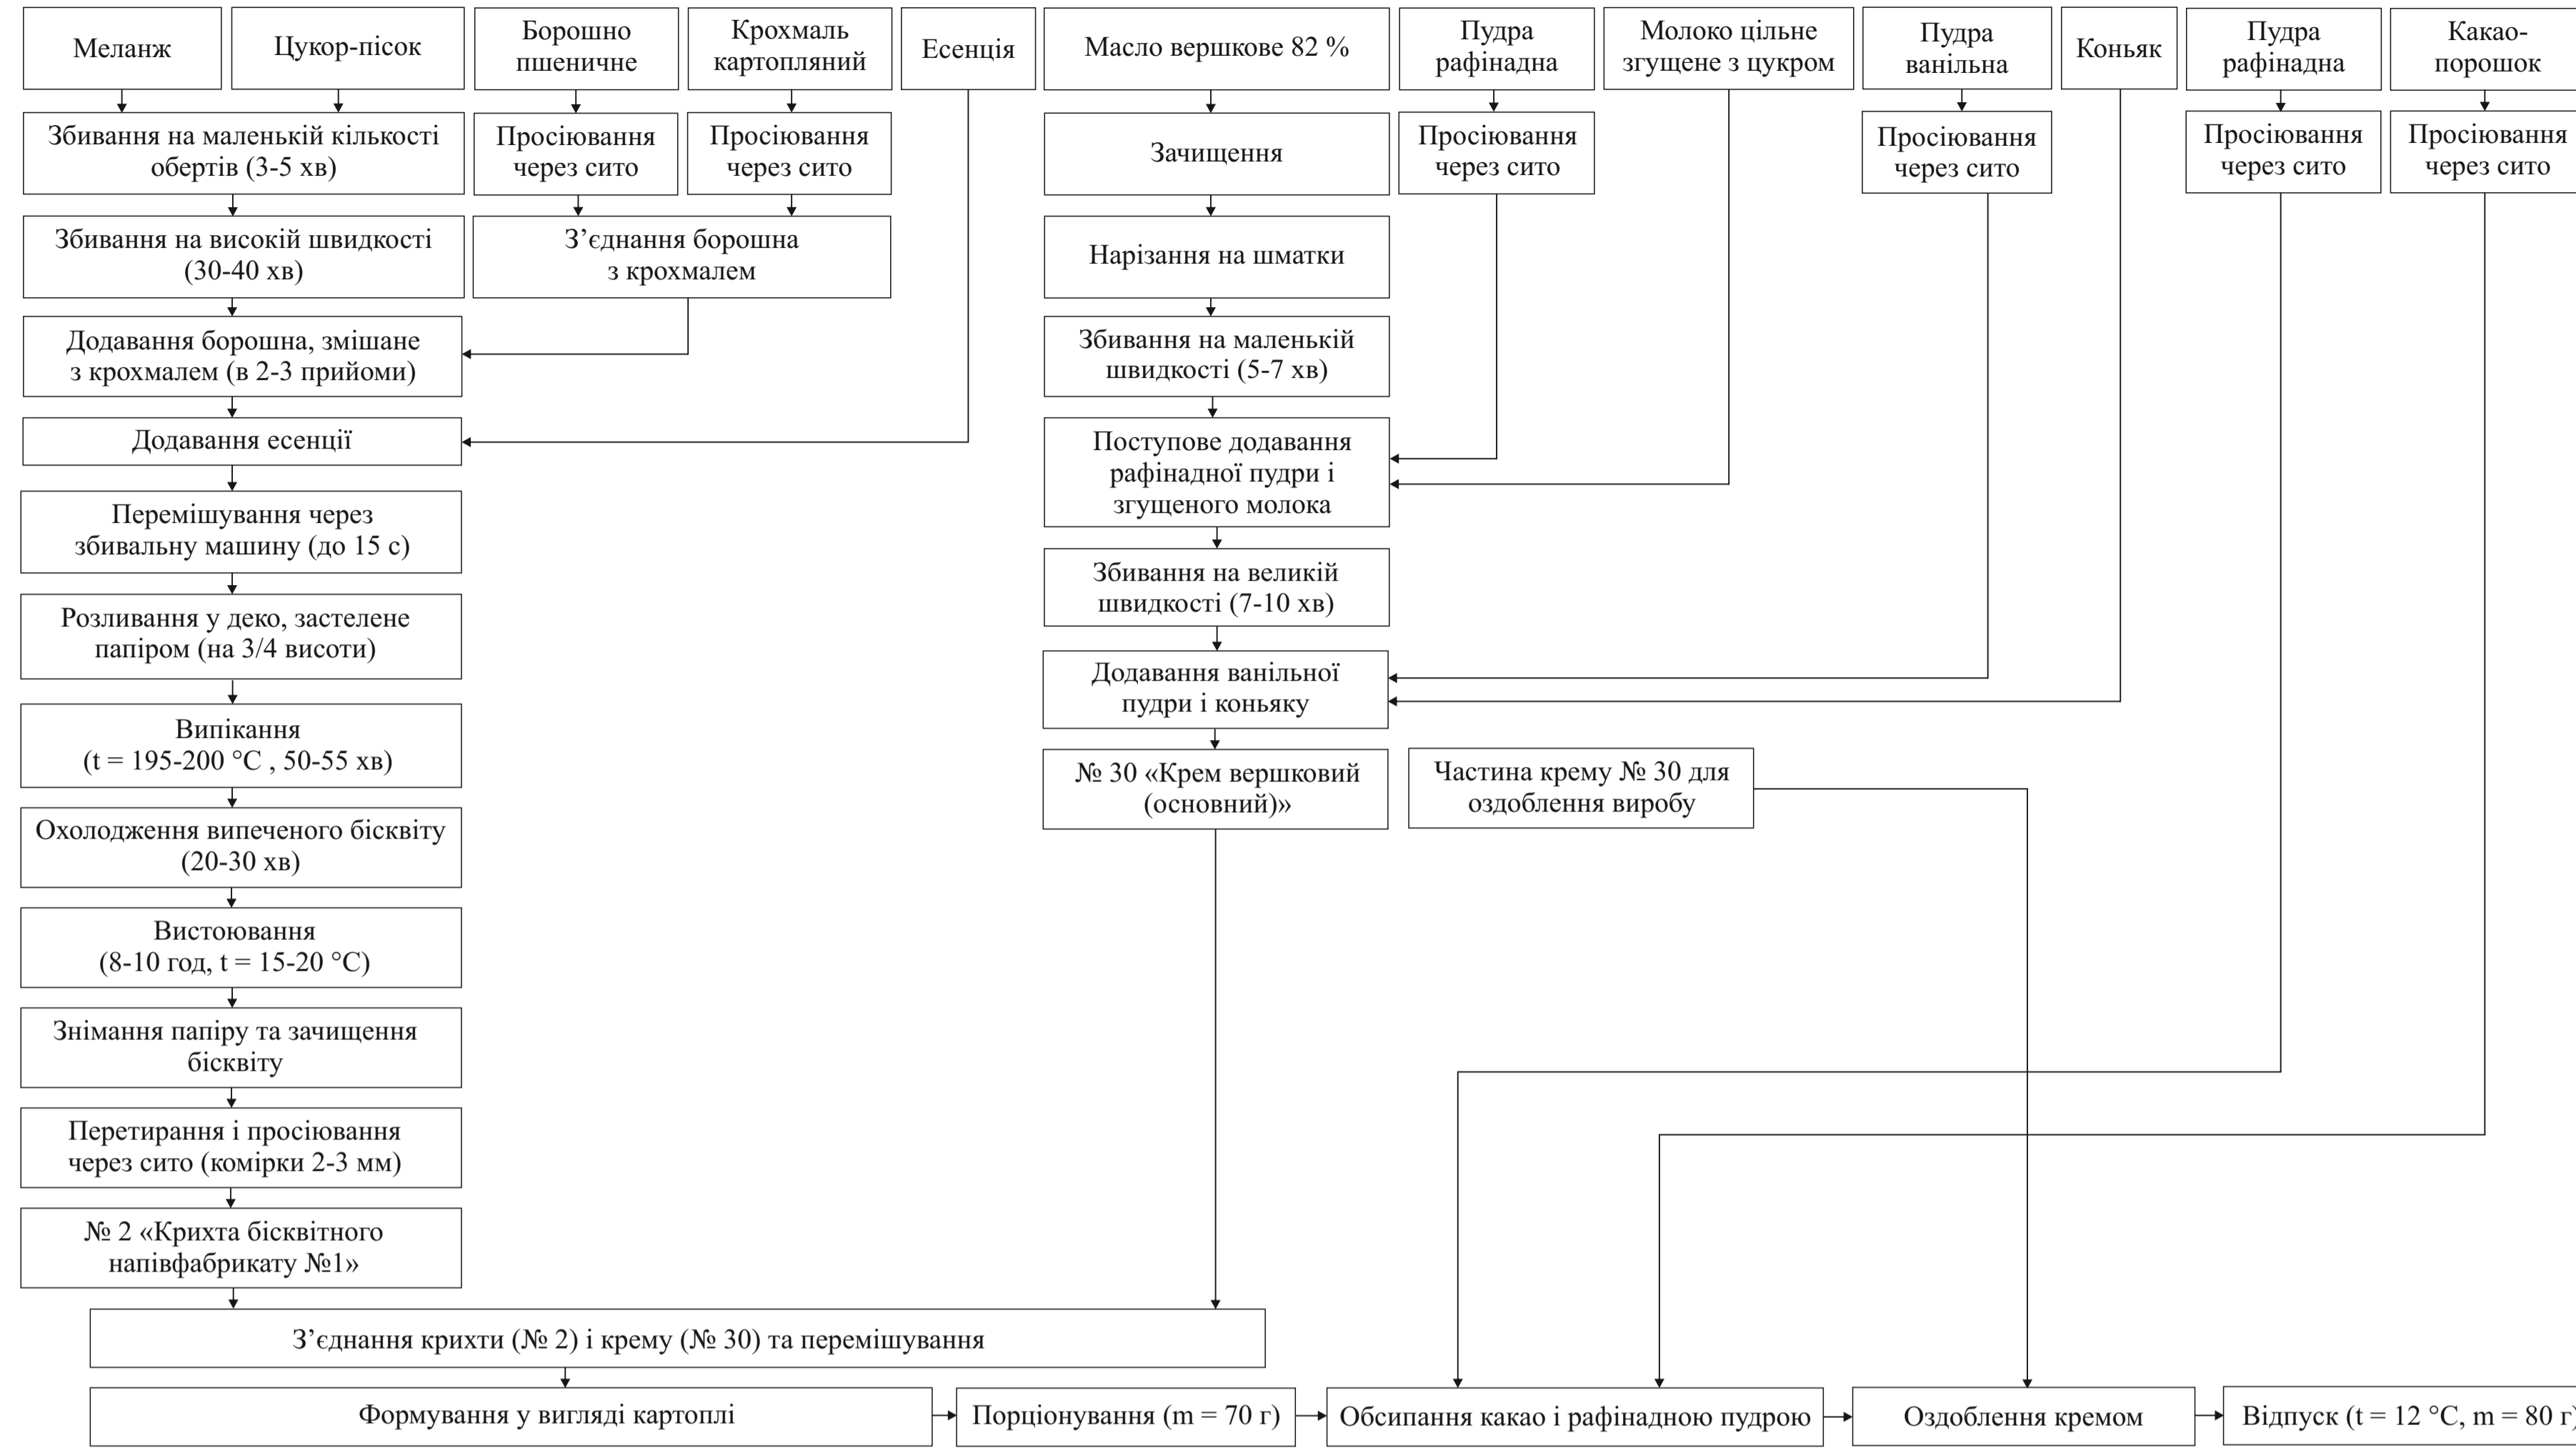 Меланж
Цукор-пісок
Борошно
пшеничне
Крохмаль
картопляний
Есенція
Масло вершкове 82 %
Пудра
рафінадна
Молоко цільне
згущене з цукром
Пудра
ванільна
Коньяк
Пудра
рафінадна
Какао-
порошок
Збивання на маленькій кількості
обертів (3-5 хв)
Просіювання
через сито
Просіювання
через сито
Зачищення
Просіювання
через сито
Просіювання
через сито
Просіювання
через сито
Просіювання
через сито
Збивання на високій швидкості
(30-40 хв)
З’єднання борошна
з крохмалем
Нарізання на шматки
Додавання борошна, змішане
з крохмалем (в 2-3 прийоми)
Збивання на маленькій
швидкості (5-7 хв)
Додавання есенції
Поступове додавання
рафінадної пудри і
згущеного молока
Перемішування через
збивальну машину (до 15 с)
Збивання на великій
швидкості (7-10 хв)
Розливання у деко, застелене
папіром (на 3/4 висоти)
Додавання ванільної
пудри і коньяку
Випікання
(t = 195-200 °С , 50-55 хв)
№ 30 «Крем вершковий
(основний)»
Частина крему № 30 для
оздоблення виробу
Охолодження випеченого бісквіту
(20-30 хв)
Вистоювання
(8-10 год, t = 15-20 °С)
Знімання папіру та зачищення
бісквіту
Перетирання і просіювання
через сито (комірки 2-3 мм)
№ 2 «Крихта бісквітного
напівфабрикату №1»
З’єднання крихти (№ 2) і крему (№ 30) та перемішування
Формування у вигляді картоплі
Порціонування (m = 70 г)
Обсипання какао і рафінадною пудрою
Оздоблення кремом
Відпуск (t = 12 °С, m = 80 г)